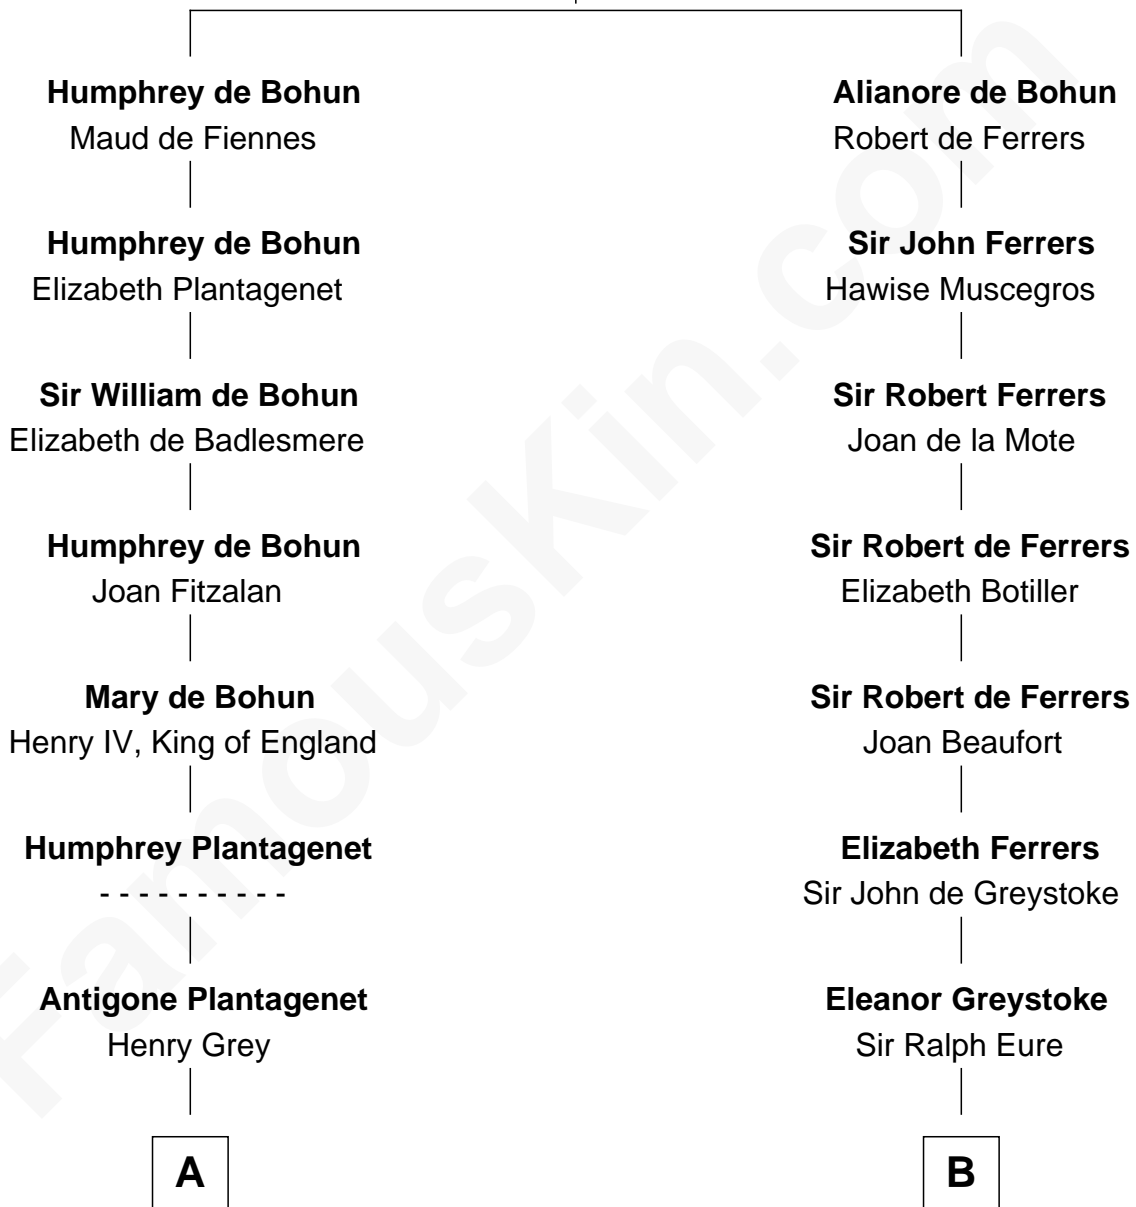 Humphrey de Bohun
Maud de Fiennes
Humphrey de Bohun
Elizabeth Plantagenet
Sir William de Bohun
Elizabeth de Badlesmere
Humphrey de Bohun
Joan Fitzalan
Mary de Bohun
Henry IV, King of England
Humphrey Plantagenet
- - - - - - - - - -
Antigone Plantagenet
Henry Grey
A
Alianore de Bohun
Robert de Ferrers
Sir John Ferrers
Hawise Muscegros
Sir Robert Ferrers
Joan de la Mote
Sir Robert de Ferrers
Elizabeth Botiller
Sir Robert de Ferrers
Joan Beaufort
Elizabeth Ferrers
Sir John de Greystoke
Eleanor Greystoke
Sir Ralph Eure
B
FamousKin.com